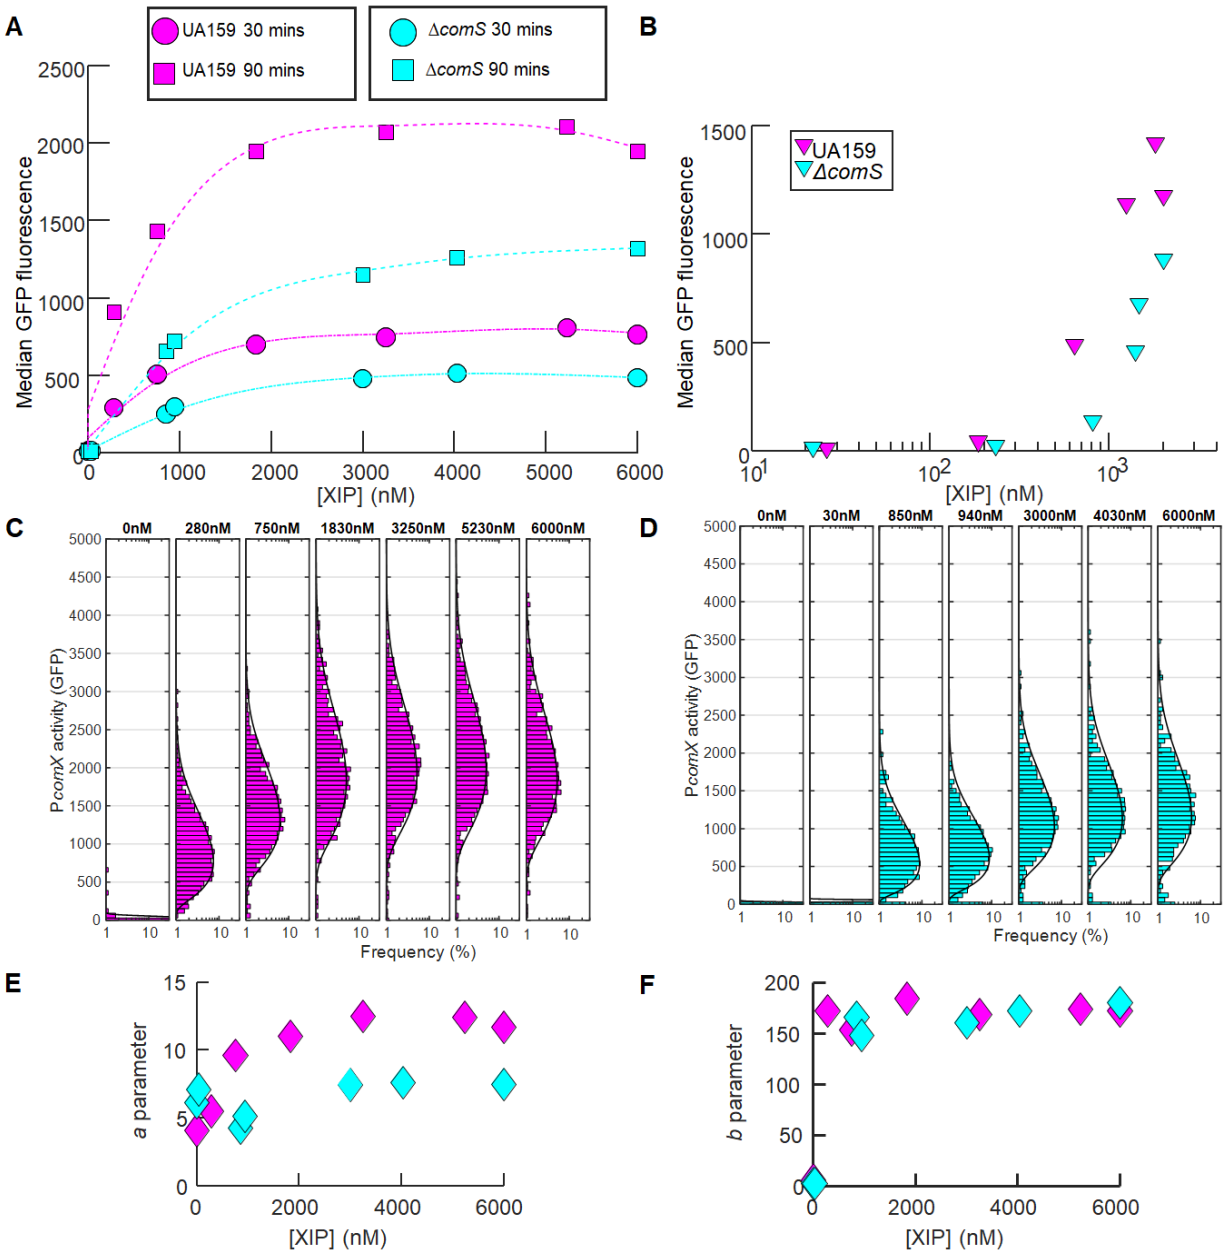 A
UA159 30 mins
UA159 90 mins
ΔcomS 30 mins
ΔcomS 90 mins
2500
2000
1500
1000
500
0
Median GFP fluorescence
0 1000 2000 3000 4000 5000 6000
[XIP] (nM)
B
UA159
ΔcomS
1500
1000
500
0
Median GFP fluorescence
10¹ 10² 10³
[XIP] (nM)
C
0nM 280nM 750nM 1830nM 3250nM 5230nM 6000nM
5000
4500
4000
3500
3000
2500
2000
1500
1000
500
0
PcomX activity (GFP)
1 10 1 10 1 10 1 10 1 10 1 10 1 10
Frequency (%)
D
0nM 30nM 850nM 940nM 3000nM 4030nM 6000nM
5000
4500
4000
3500
3000
2500
2000
1500
1000
500
0
PcomX activity (GFP)
1 10 1 10 1 10 1 10 1 10 1 10 1 10
Frequency (%)
E
15
10
5
0
a parameter
0 2000 4000 6000
[XIP] (nM)
F
200
150
100
50
0
b parameter
0 2000 4000 6000
[XIP] (nM)